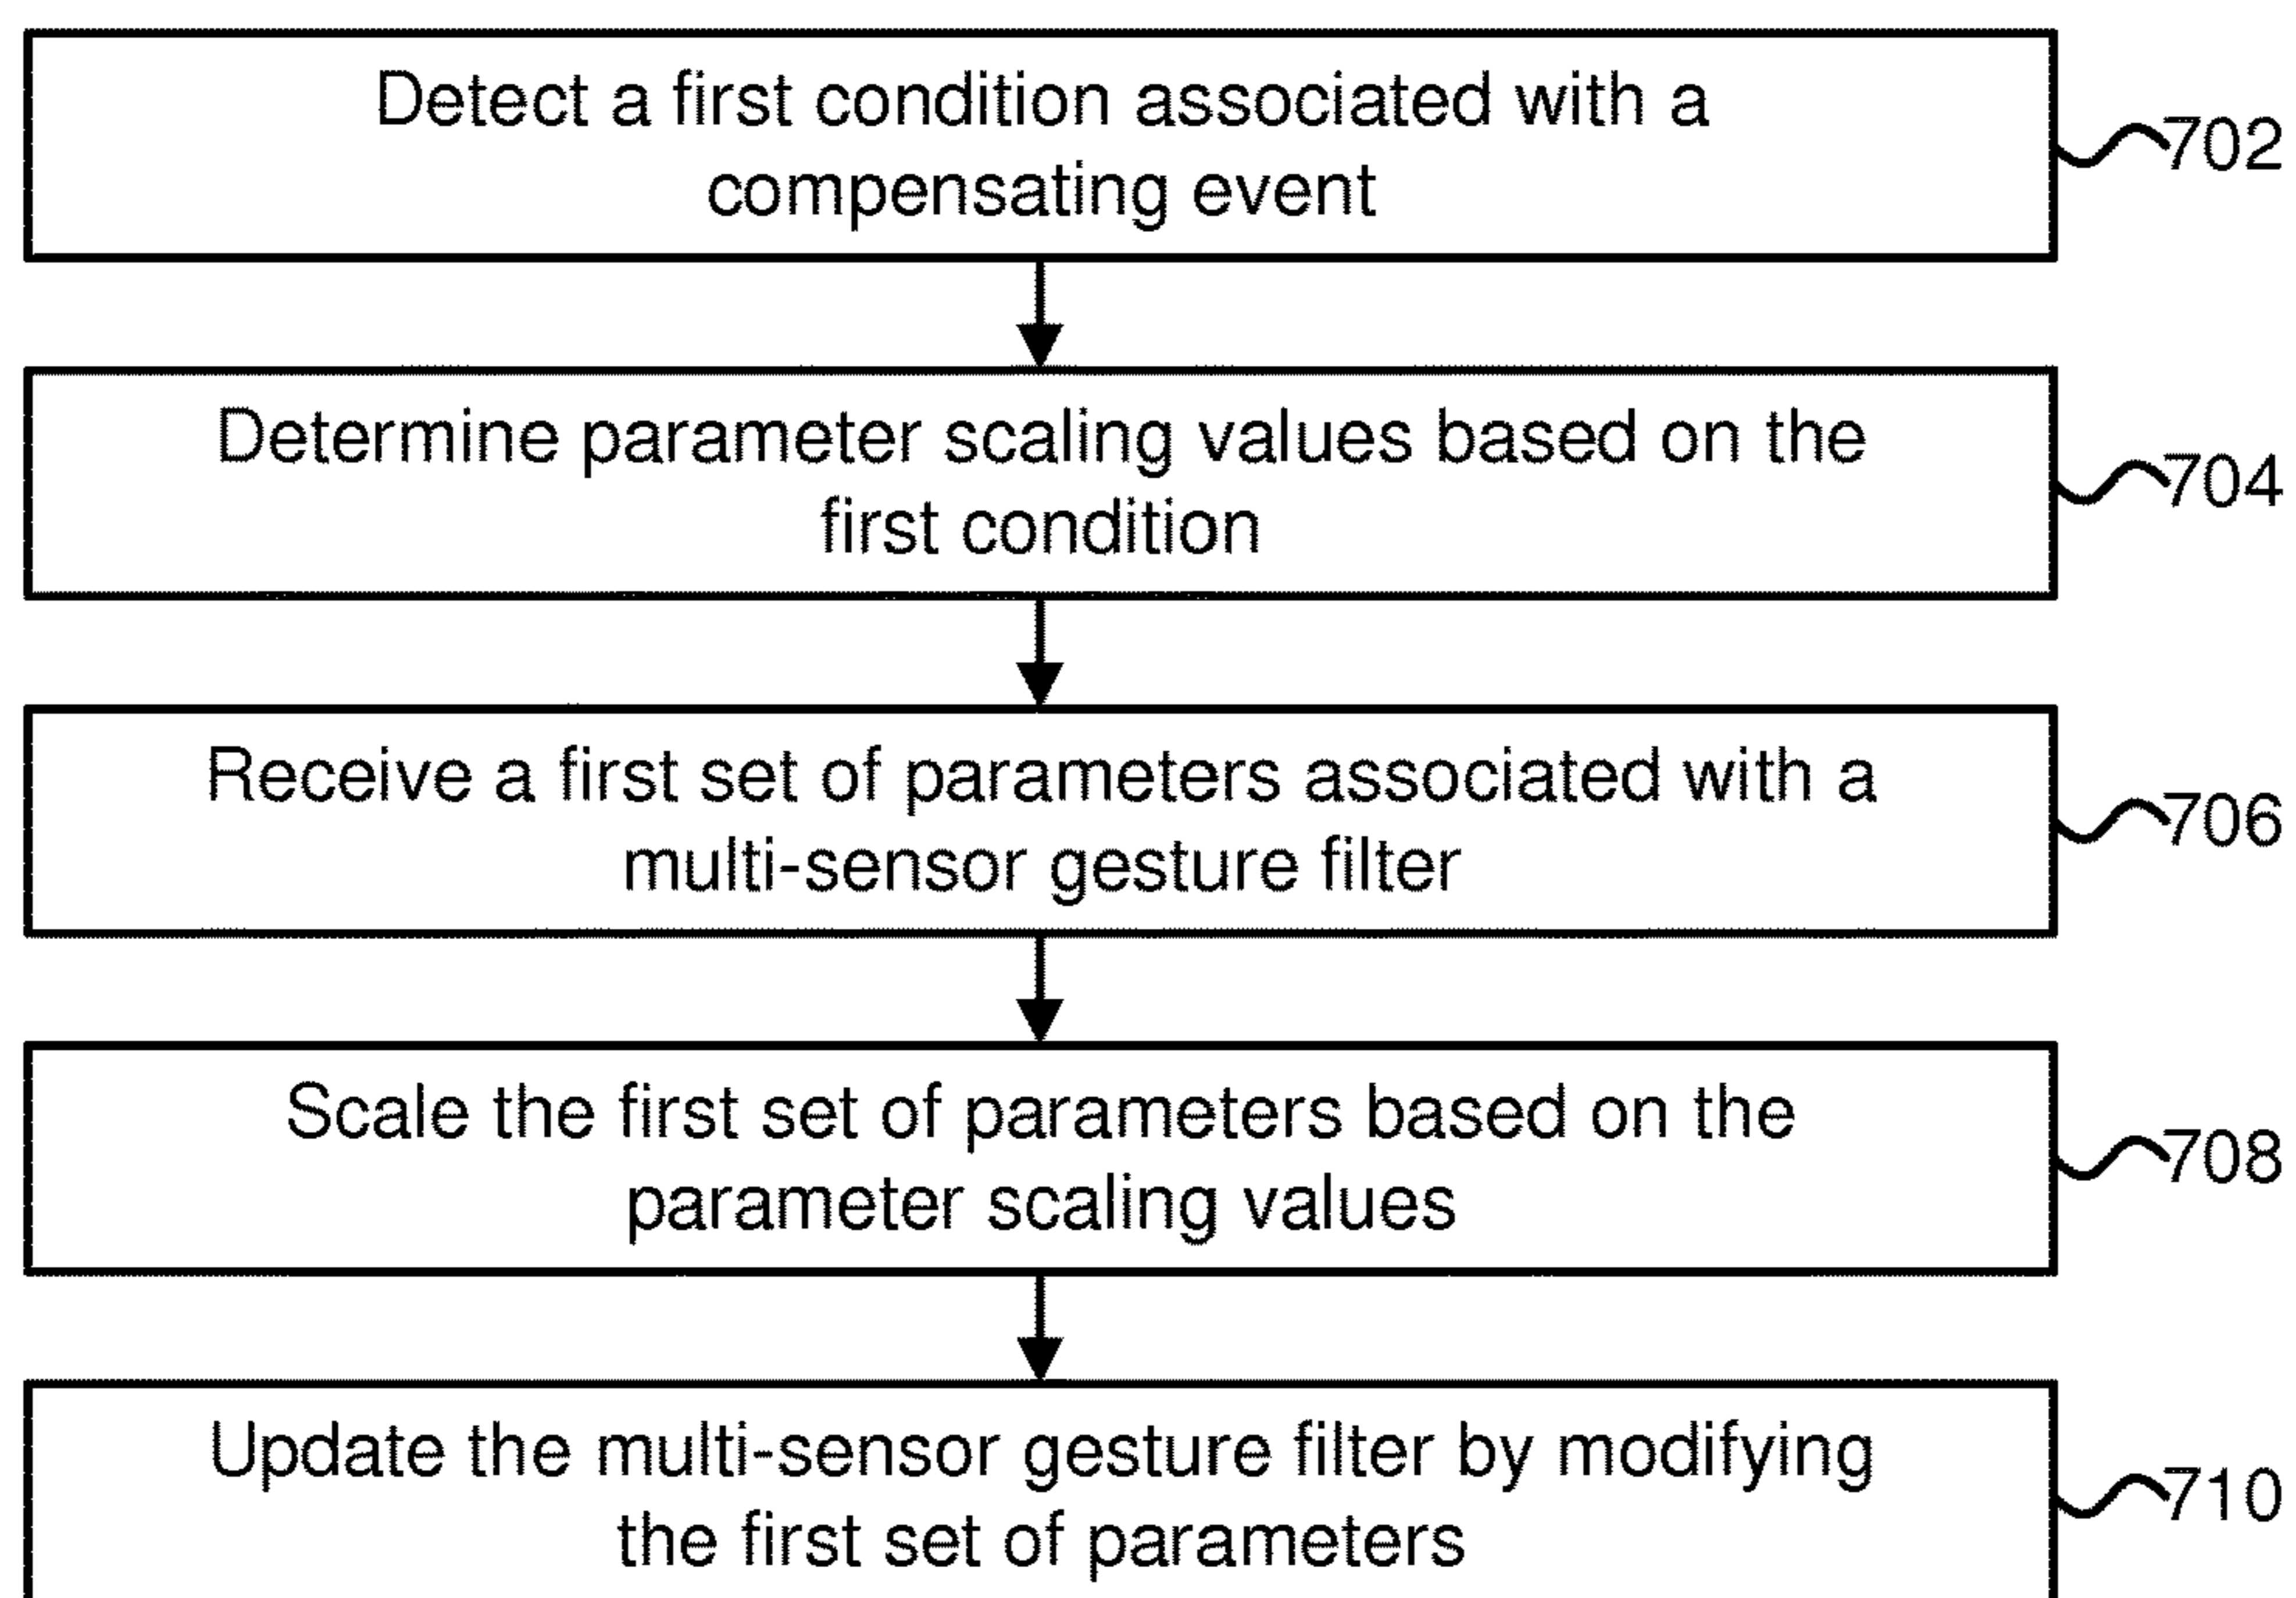 Detect a first condition associated with a
compensating event
702
Determine parameter scaling values based on the
first condition
704
Receive a first set of parameters associated with a
multi-sensor gesture filter
706
Scale the first set of parameters based on the
parameter scaling values
708
Update the multi-sensor gesture filter by modifying
the first set of parameters
710